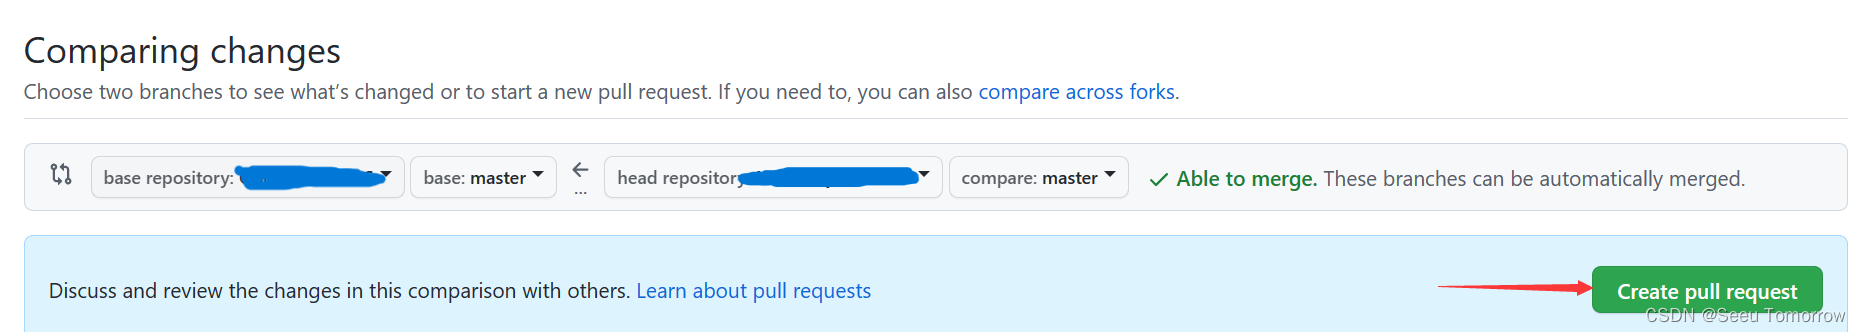 Comparing changes
Choose two branches to see what's changed or to start a new pull request. If you need to, you can also compare across forks.
base repository: base: master ← head repository compare: master ✓ Able to merge. These branches can be automatically merged.
...
Discuss and review the changes in this comparison with others. Learn about pull requests Create pull request
CSDN @Seeu Tomorrow